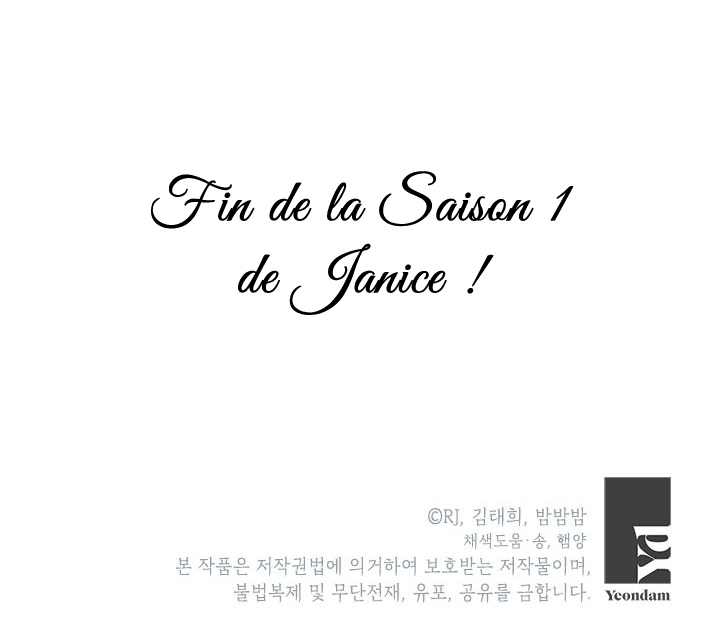 Fin de la Saison 1
de Janice !
©RJ, 김태희, 밤밤밤
채색도움·송, 햄양
본 작품은 저작권법에 의거하여 보호받는 저작물이며,
불법복제 및 무단전재, 유포, 공유를 금합니다.
Ya
Yeondam